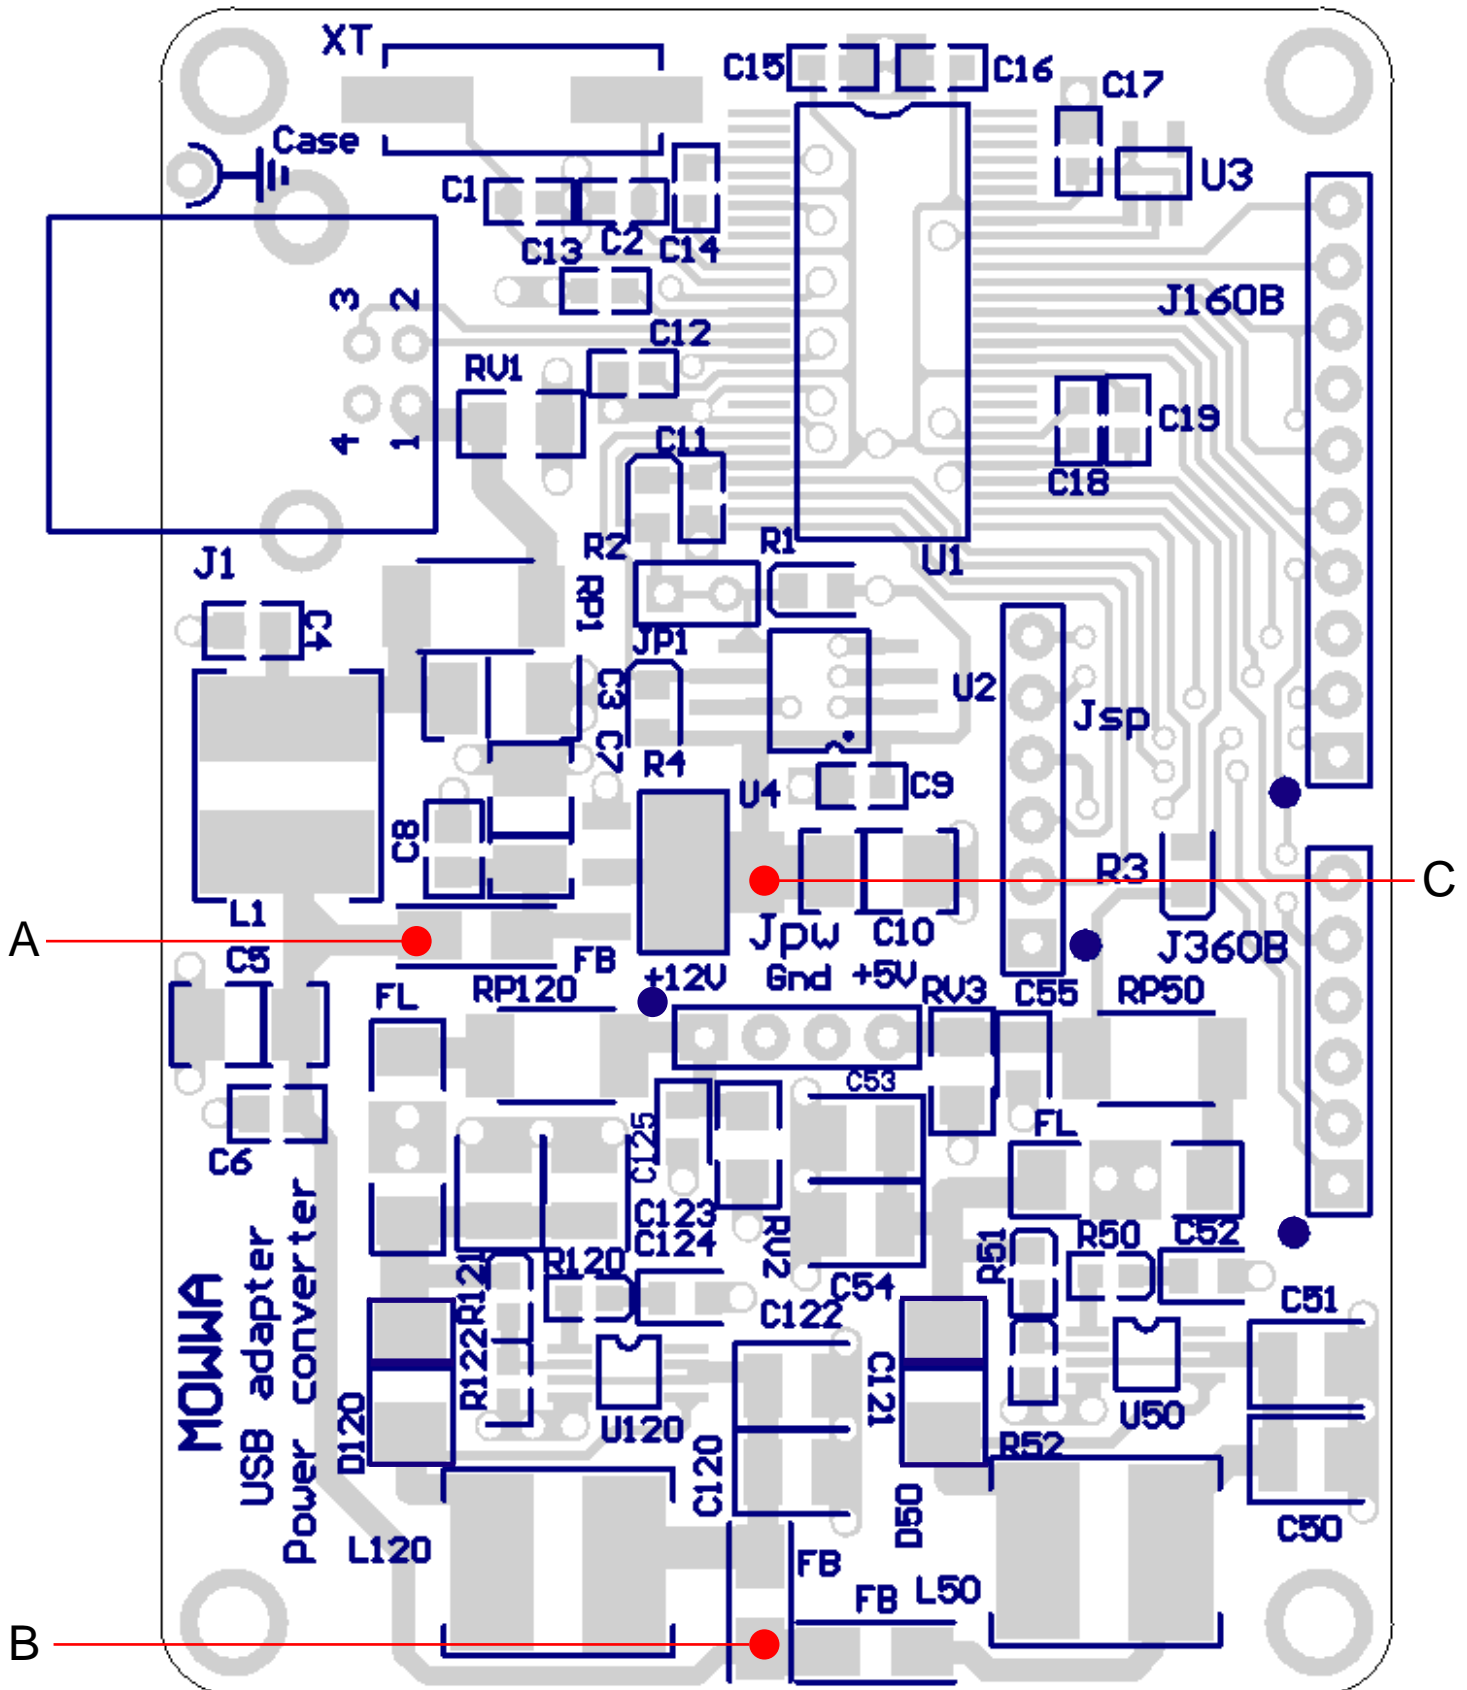 XT
C15
C16
C17
Case
U3
C1
C13
C2
C14
3
2
J160B
C12
RV1
C19
4
1
C11
C18
R2
R1
U1
J1
C4
RP1
JP1
C3
U2
Jsp
C7
R4
U4
C9
C8
R3
C
L1
Jpw
C10
J360B
A
C5
FB
+12V
Gnd
+5V
FL
RP120
RV3
C55
RP50
C53
C125
FL
C6
C123
C124
RV2
R51
R50
C52
R121
R120
C54
C122
C51
MOWWA
USB adapter
Power converter
R122
C121
D120
U120
U50
R52
C120
D50
C50
L120
FB
FB
L50
B